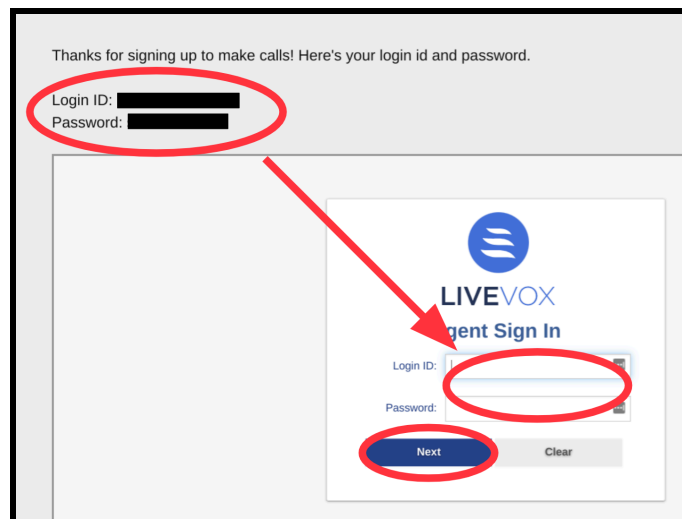 Thanks for signing up to make calls! Here's your login id and password.
Login ID:
Password:
LIVEVOX
gent Sign In
Login ID:
Password:
Next Clear